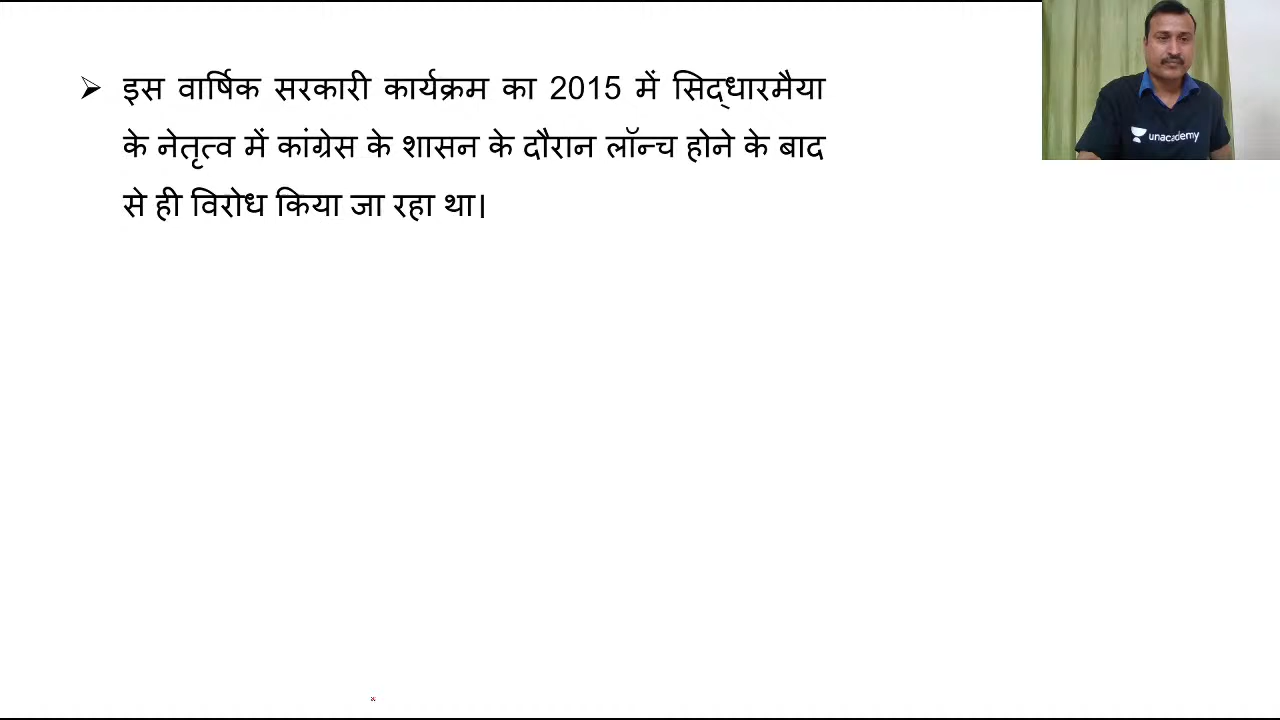 इस वार्षिक सरकारी कार्यक्रम का 2015 में सिद्धारमैया
के नेतृत्व में कांग्रेस के शासन के दौरान लॉन्च होने के बाद
से ही विरोध किया जा रहा था।
unacademy